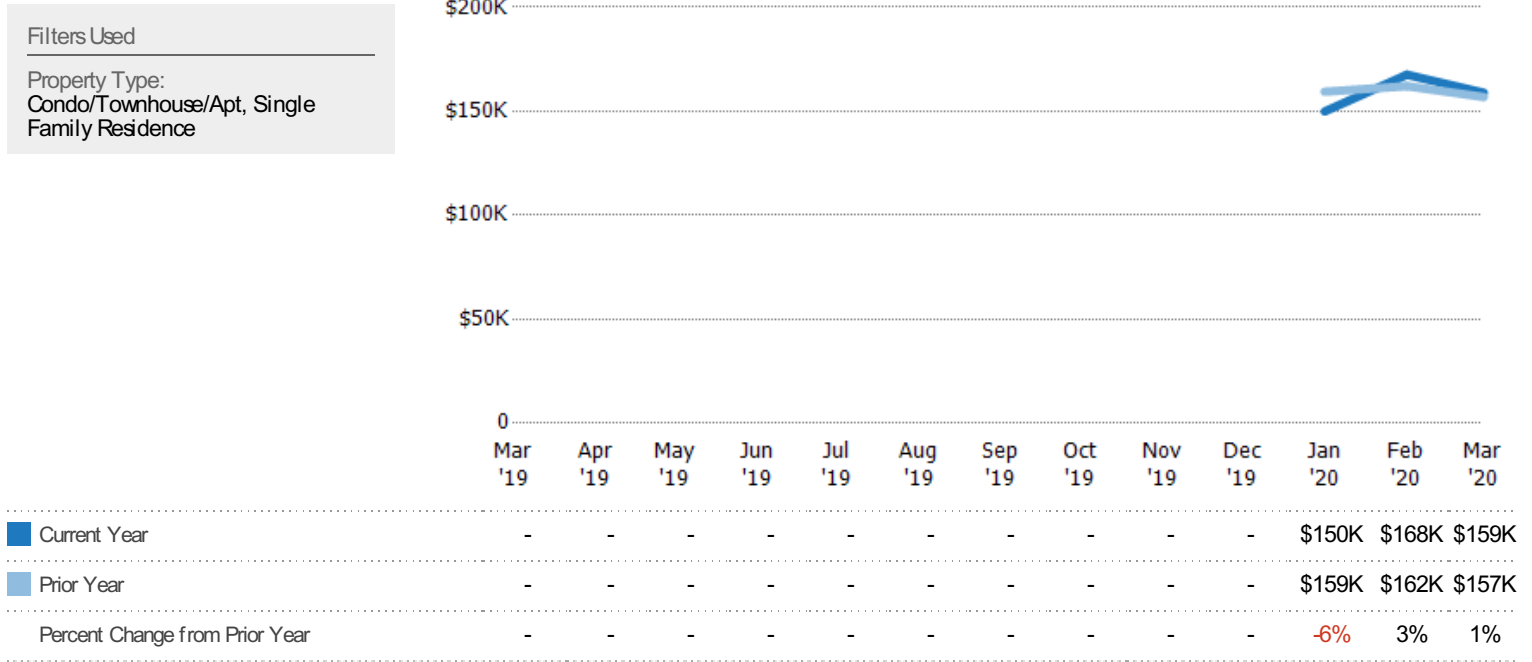 Filters Used
Property Type:
Condo/Townhouse/Apt, Single
Family Residence
$200K
$150K
$100K
$50K
0
Mar Apr May Jun Jul Aug Sep Oct Nov Dec Jan Feb Mar
'19 '19 '19 '19 '19 '19 '19 '19 '19 '19 '20 '20 '20
Current Year - - - - - - - - - - $150K $168K $159K
Prior Year - - - - - - - - - - $159K $162K $157K
Percent Change from Prior Year - - - - - - - - - - -6% 3% 1%